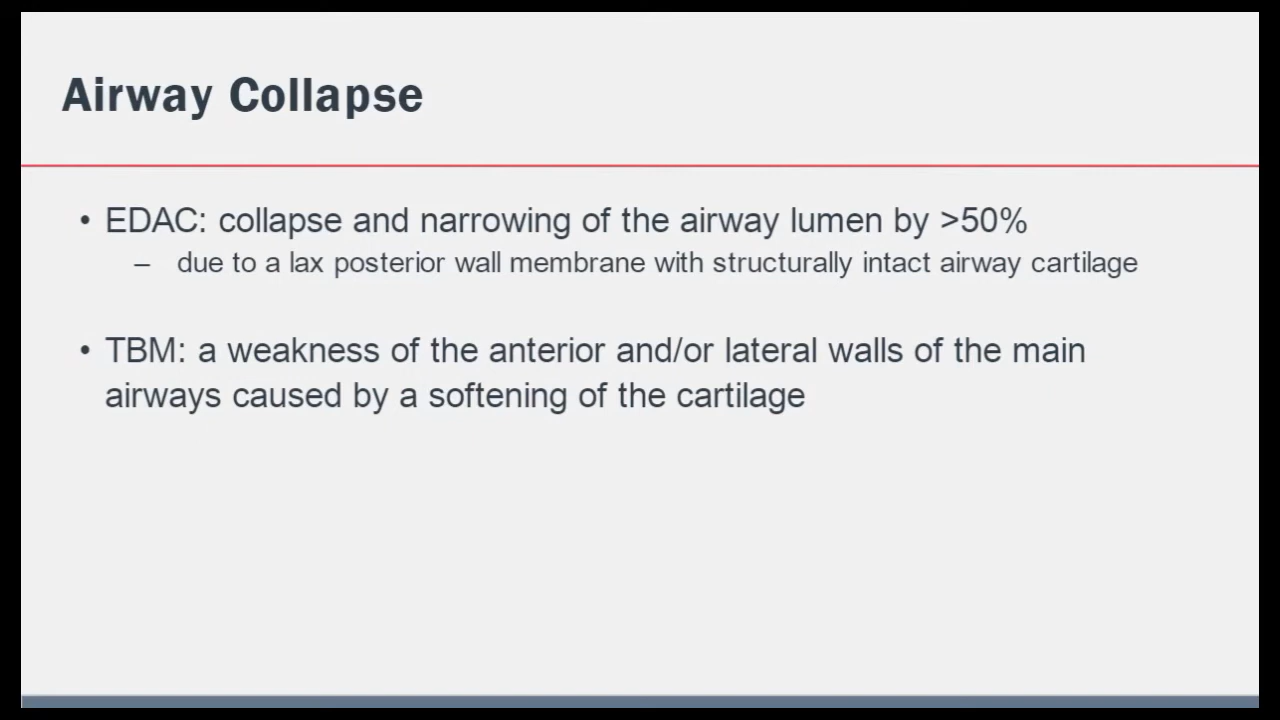 Airway Collapse
• EDAC: collapse and narrowing of the airway lumen by >50%
– due to a lax posterior wall membrane with structurally intact airway cartilage
• TBM: a weakness of the anterior and/or lateral walls of the main
airways caused by a softening of the cartilage